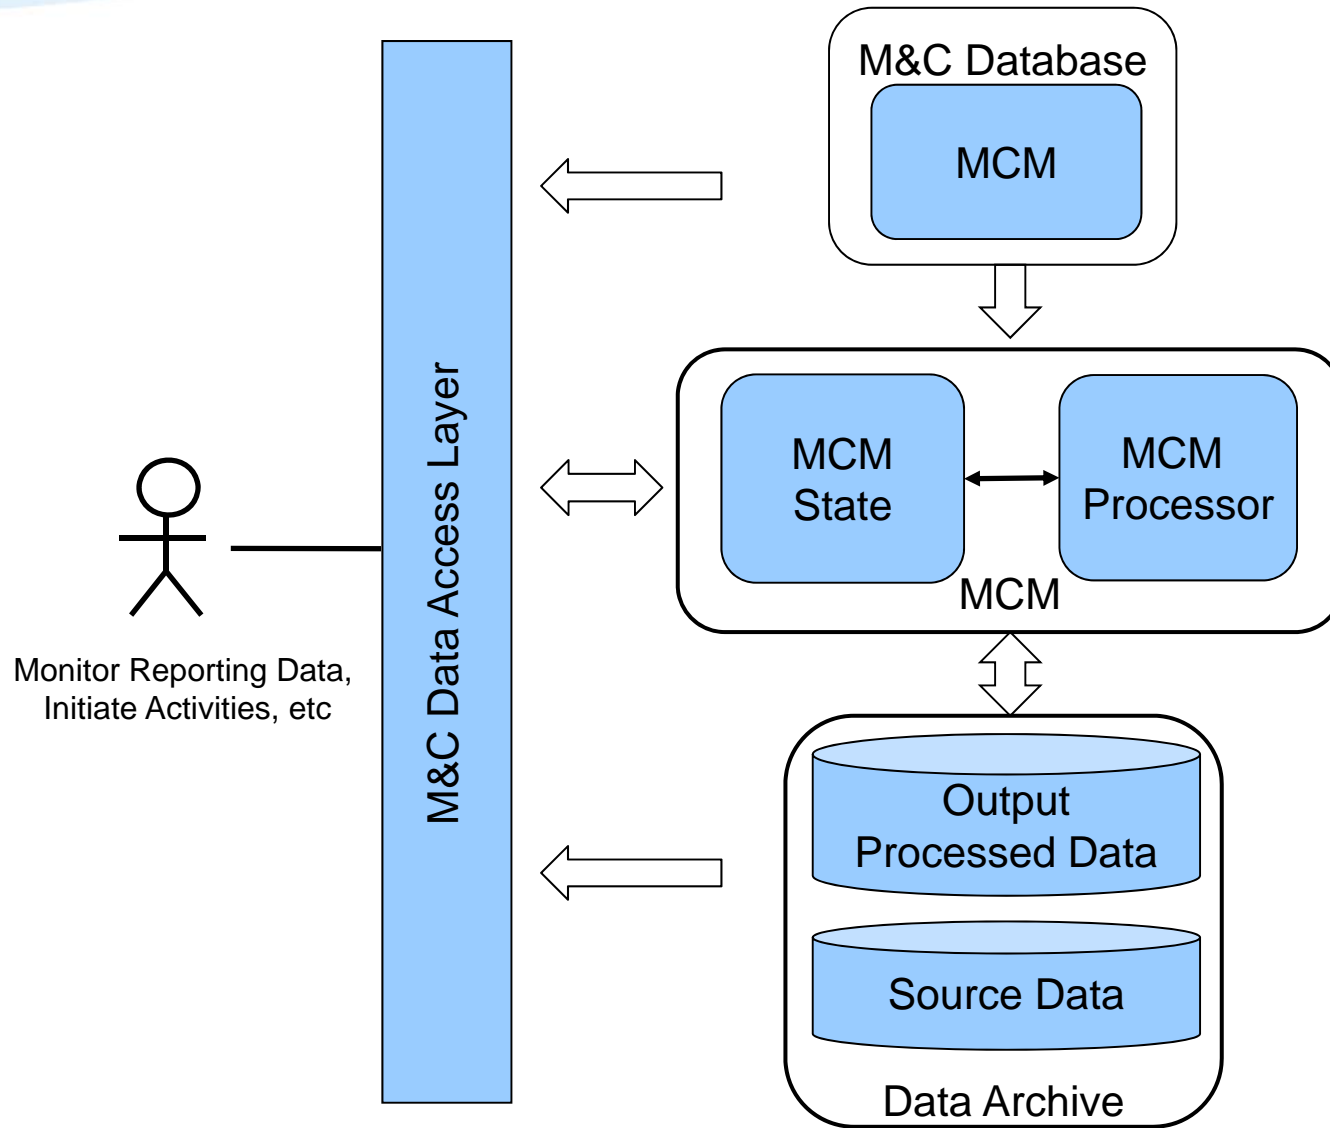 M&C Database
MCM
M&C Data Access Layer
MCM
State
MCM
Processor
MCM
Monitor Reporting Data,
Initiate Activities, etc
Output
Processed Data
Source Data
Data Archive